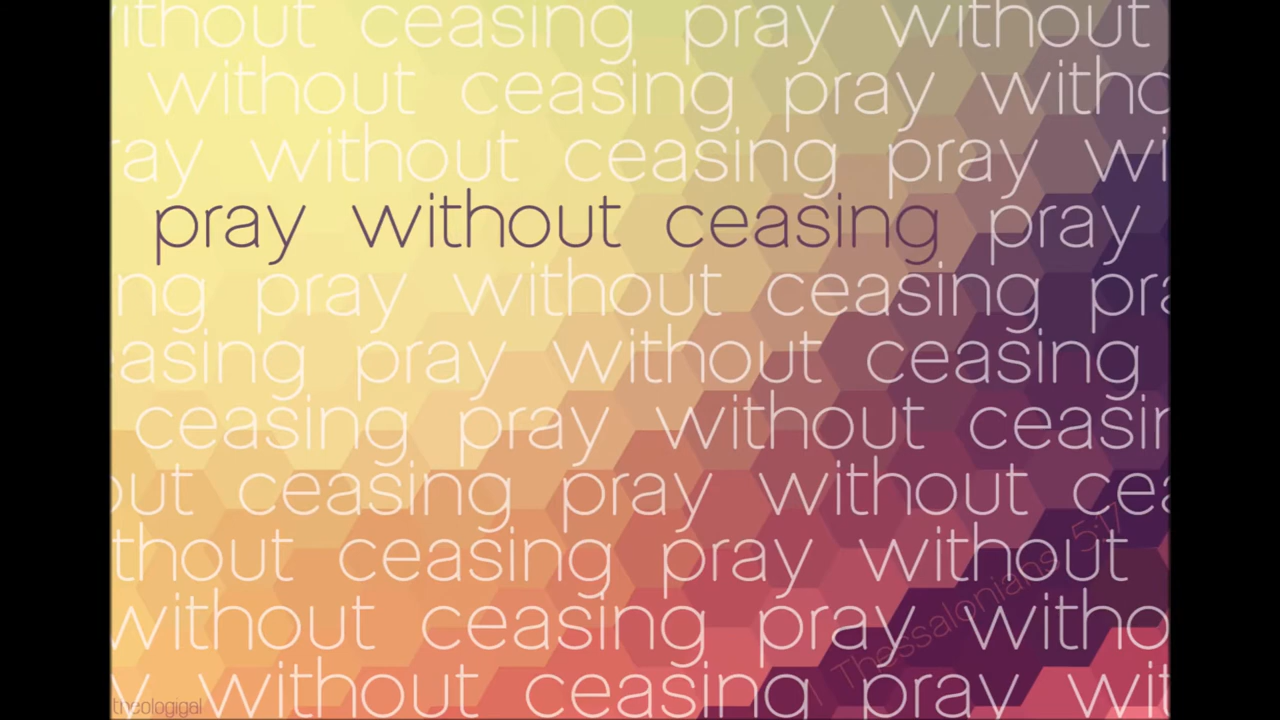 ithout ceasing pray without
without ceasing pray witho
ray without ceasing pray wi
pray without ceasing pray
ng pray without ceasing pra
easing pray without ceasing
ceasing pray without ceasin
out ceasing pray without cea
thout ceasing pray without
without ceasing pray witho
y without ceasing pray wit
1 Thessalonians 5:17
theologigal